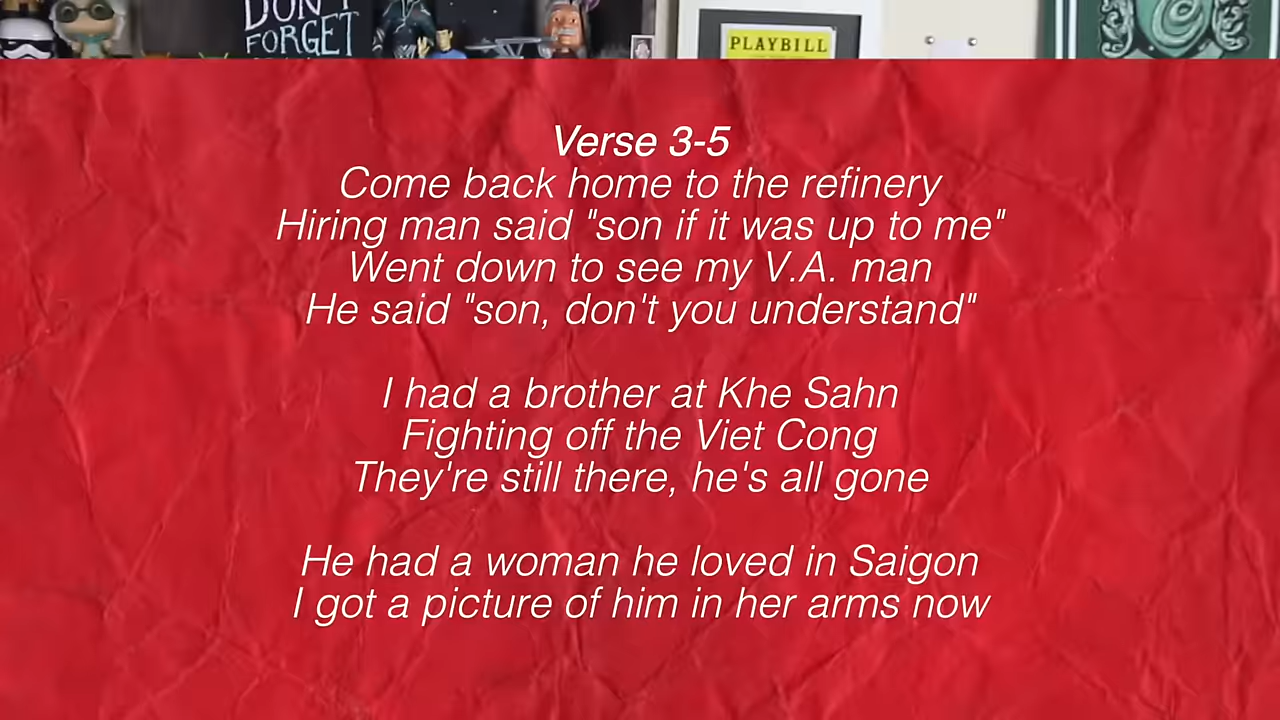 DON'T
FORGET
PLAYBILL
Verse 3-5
Come back home to the refinery
Hiring man said "son if it was up to me"
Went down to see my V.A. man
He said "son, don't you understand"
I had a brother at Khe Sahn
Fighting off the Viet Cong
They're still there, he's all gone
He had a woman he loved in Saigon
I got a picture of him in her arms now